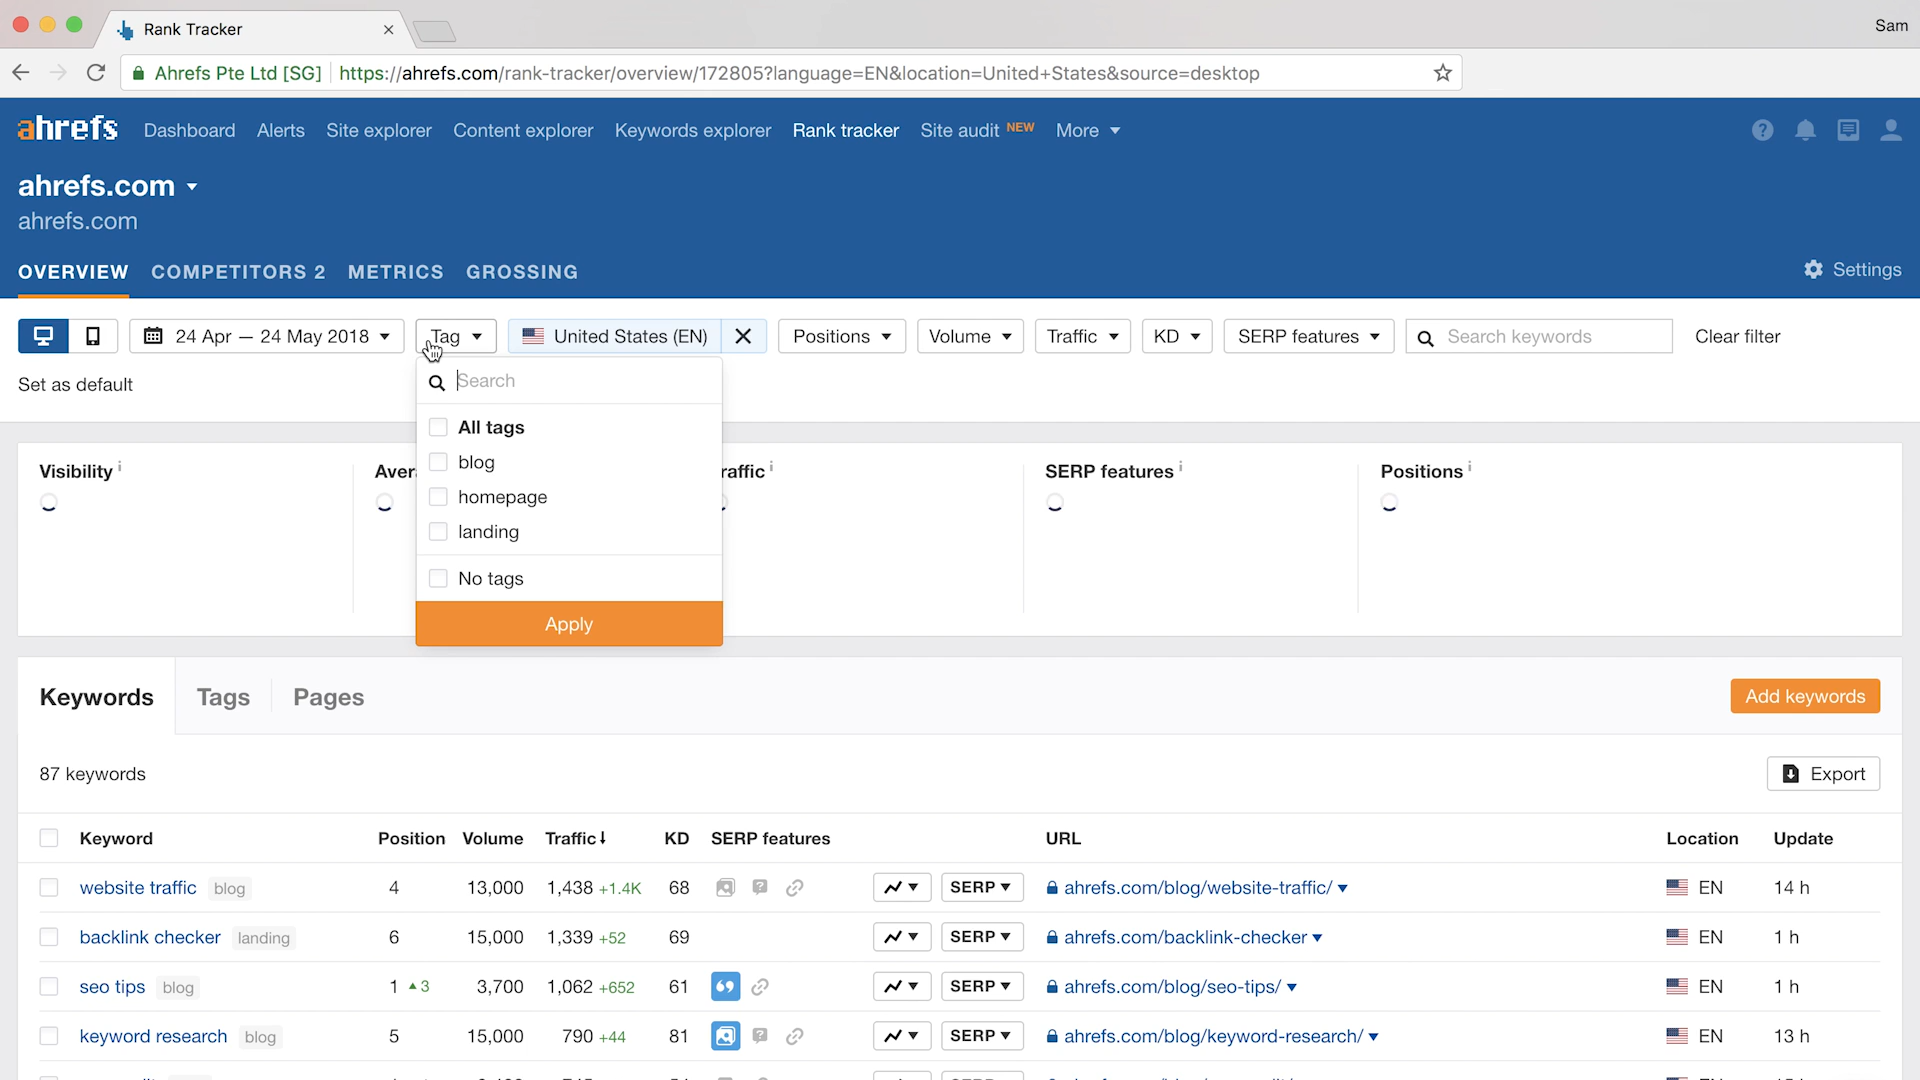 Rank Tracker
Sam
Ahrefs Pte Ltd [SG] https://ahrefs.com/rank-tracker/overview/172805?language=EN&location=United+States&source=desktop
ahrefs Dashboard Alerts Site explorer Content explorer Keywords explorer Rank tracker Site audit NEW More
ahrefs.com
ahrefs.com
OVERVIEW COMPETITORS 2 METRICS GROSSING Settings
24 Apr — 24 May 2018 Tag United States (EN) Positions Volume Traffic KD SERP features Search keywords Clear filter
Set as default
Search
All tags
blog
homepage
landing
No tags
Apply
Visibility i Aver raffic i SERP features i Positions i
Keywords Tags Pages Add keywords
87 keywords Export
Keyword Position Volume Traffic↓ KD SERP features URL Location Update
website traffic blog 4 13,000 1,438 +1.4K 68 SERP ahrefs.com/blog/website-traffic/ EN 14 h
backlink checker landing 6 15,000 1,339 +52 69 SERP ahrefs.com/backlink-checker EN 1 h
seo tips blog 1 3 3,700 1,062 +652 61 SERP ahrefs.com/blog/seo-tips/ EN 1 h
keyword research blog 5 15,000 790 +44 81 SERP ahrefs.com/blog/keyword-research/ EN 13 h